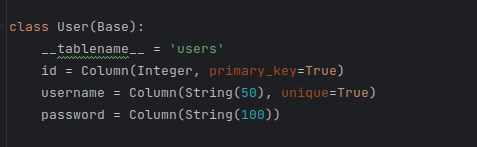 class User(Base):
    __tablename__ = 'users'
    id = Column(Integer, primary_key=True)
    username = Column(String(50), unique=True)
    password = Column(String(100))